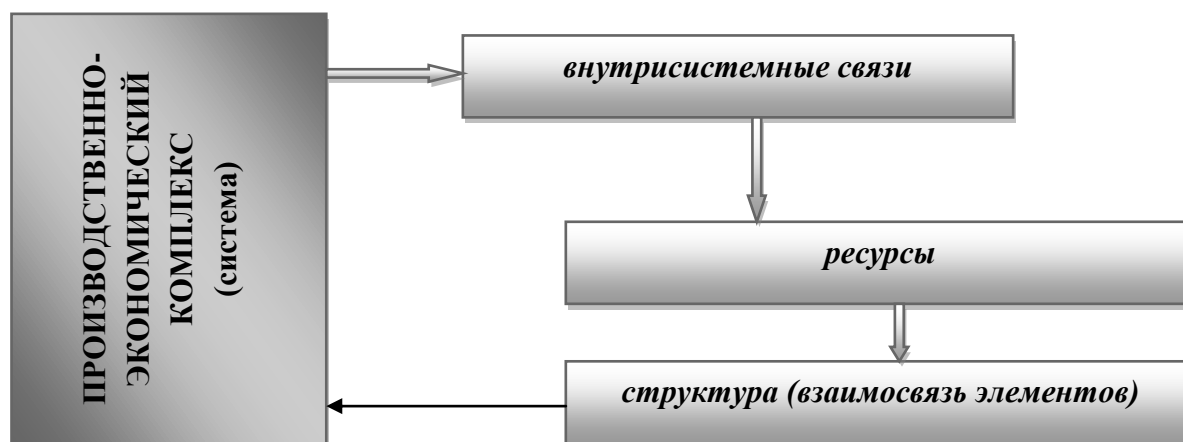 ПРОИЗВОДСТВЕННО-
ЭКОНОМИЧЕСКИЙ
КОМПЛЕКС
(система)
внутрисистемные связи
ресурсы
структура (взаимосвязь элементов)